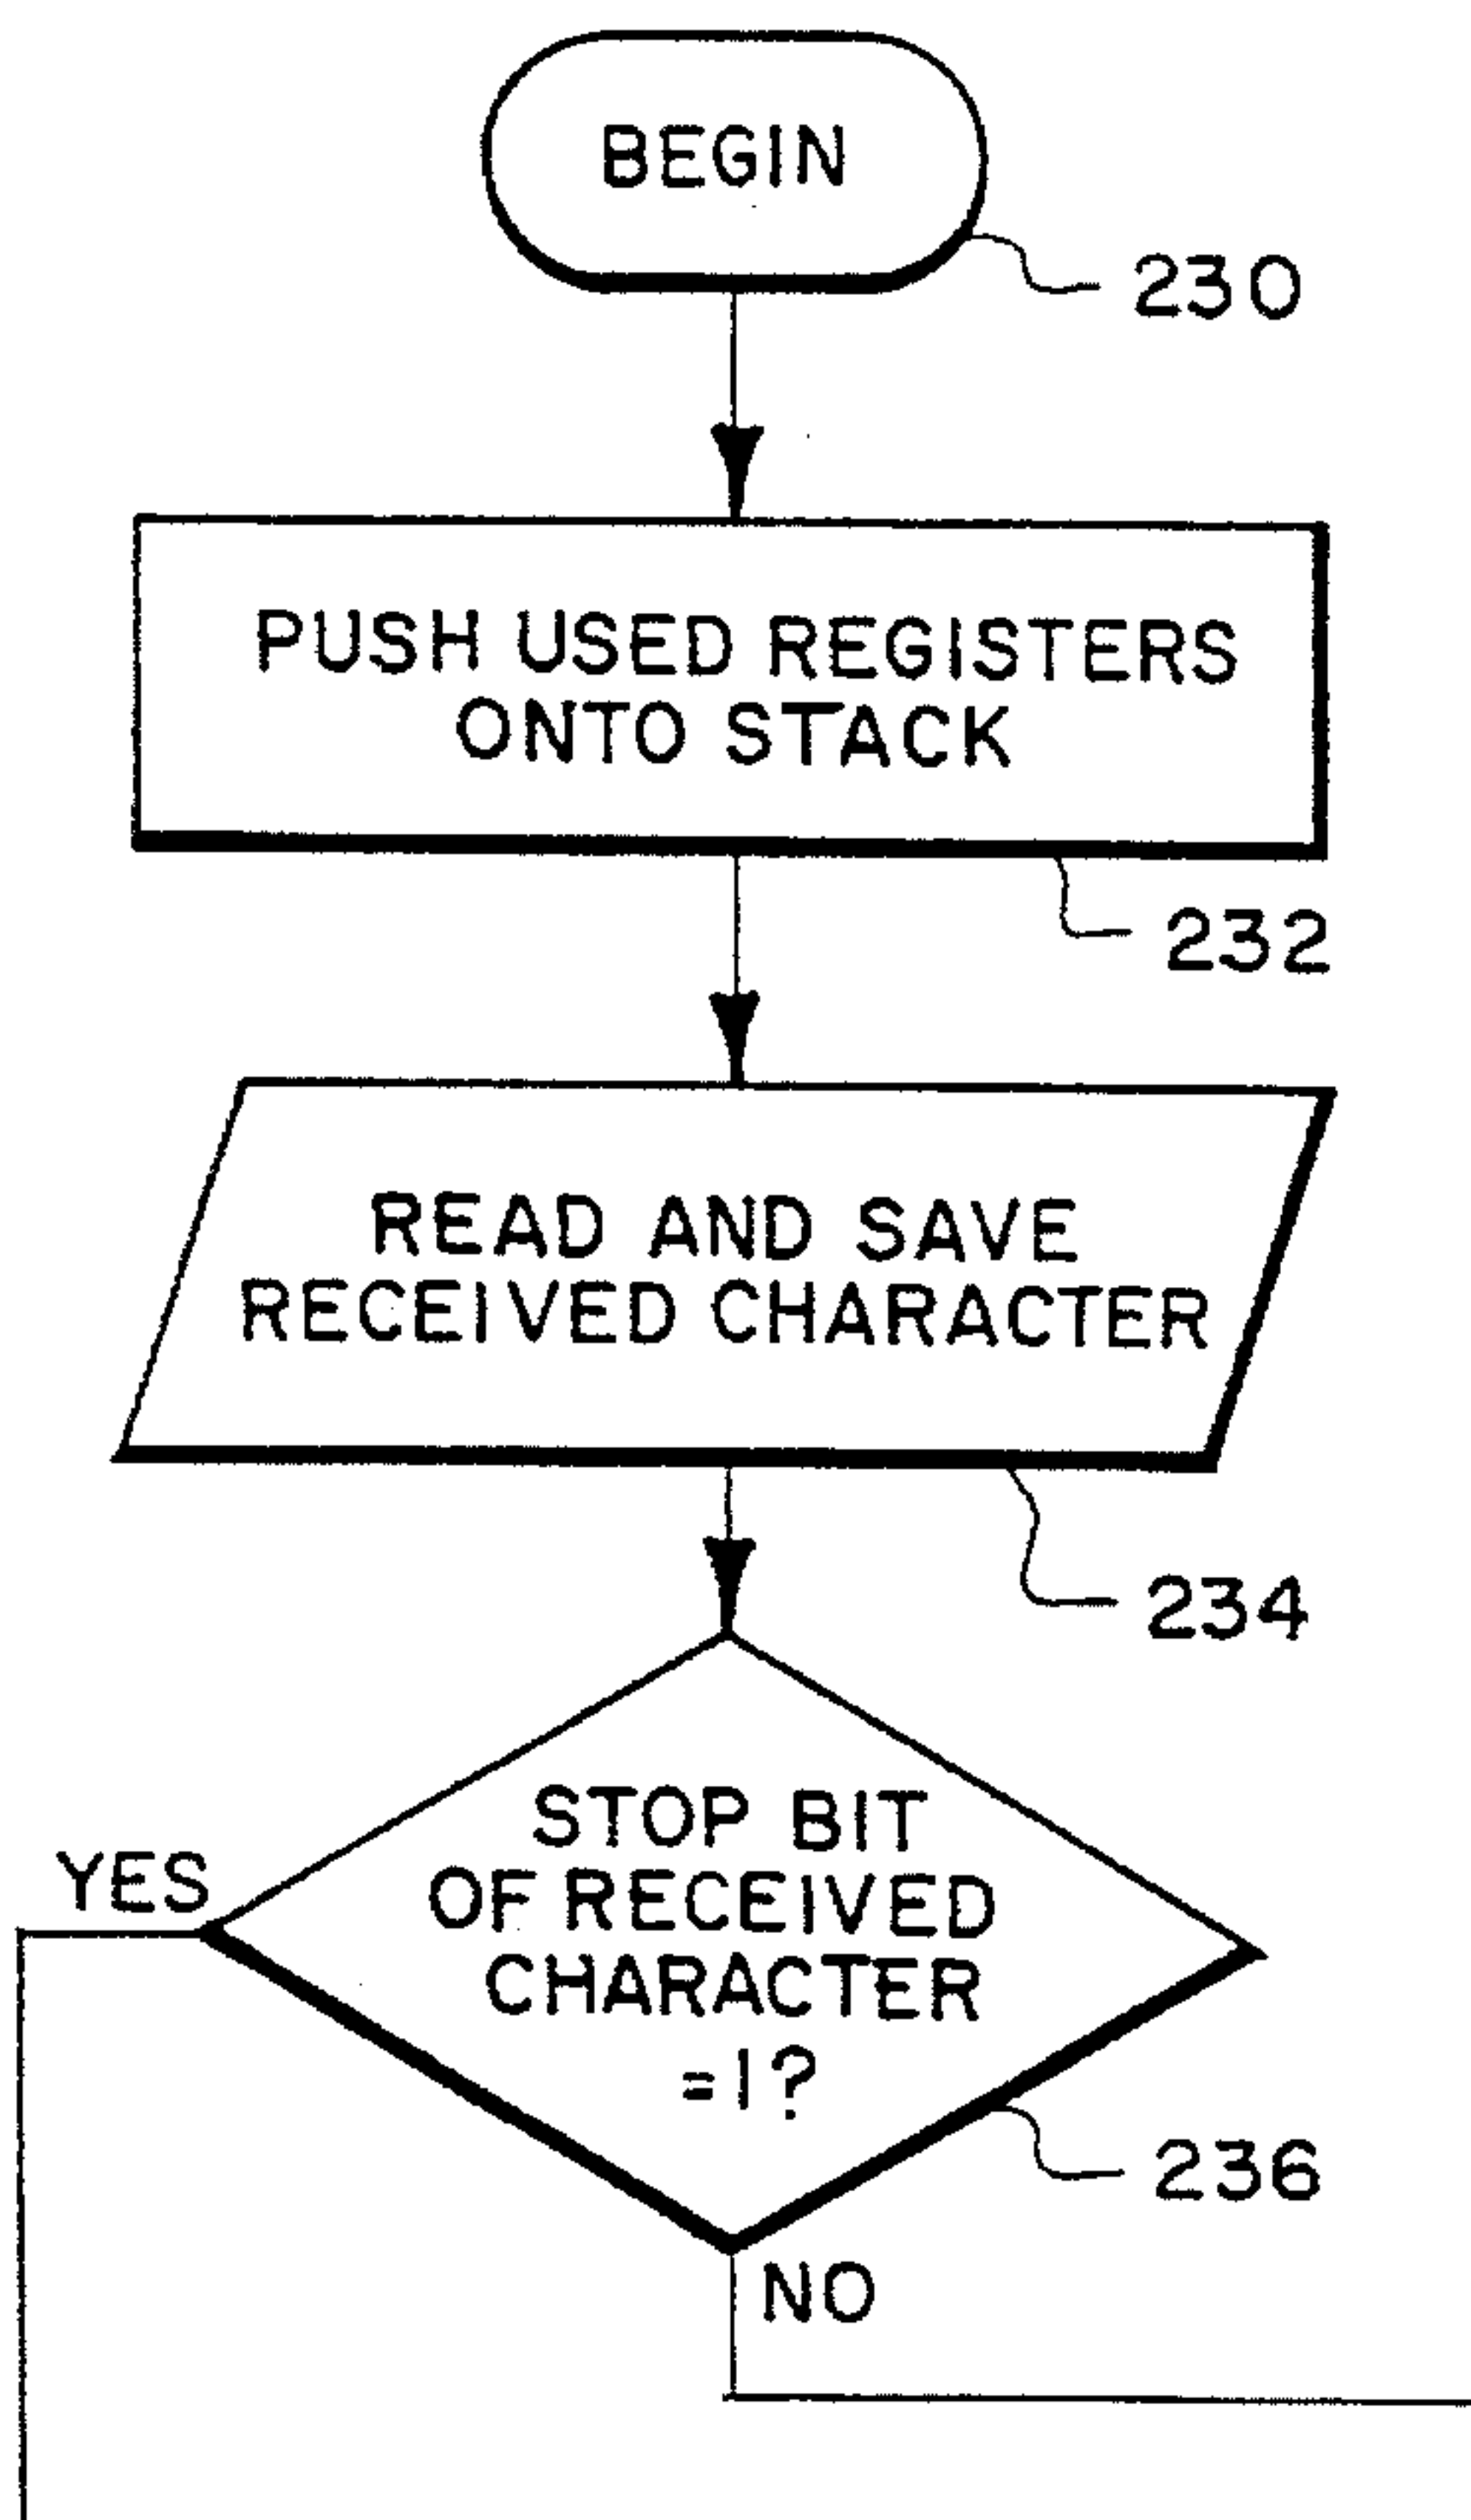 BEGIN
230
PUSH USED REGISTERS
ONTO STACK
232
READ AND SAVE
RECEIVED CHARACTER
234
STOP BIT
OF RECEIVED
CHARACTER
=1?
YES
236
NO